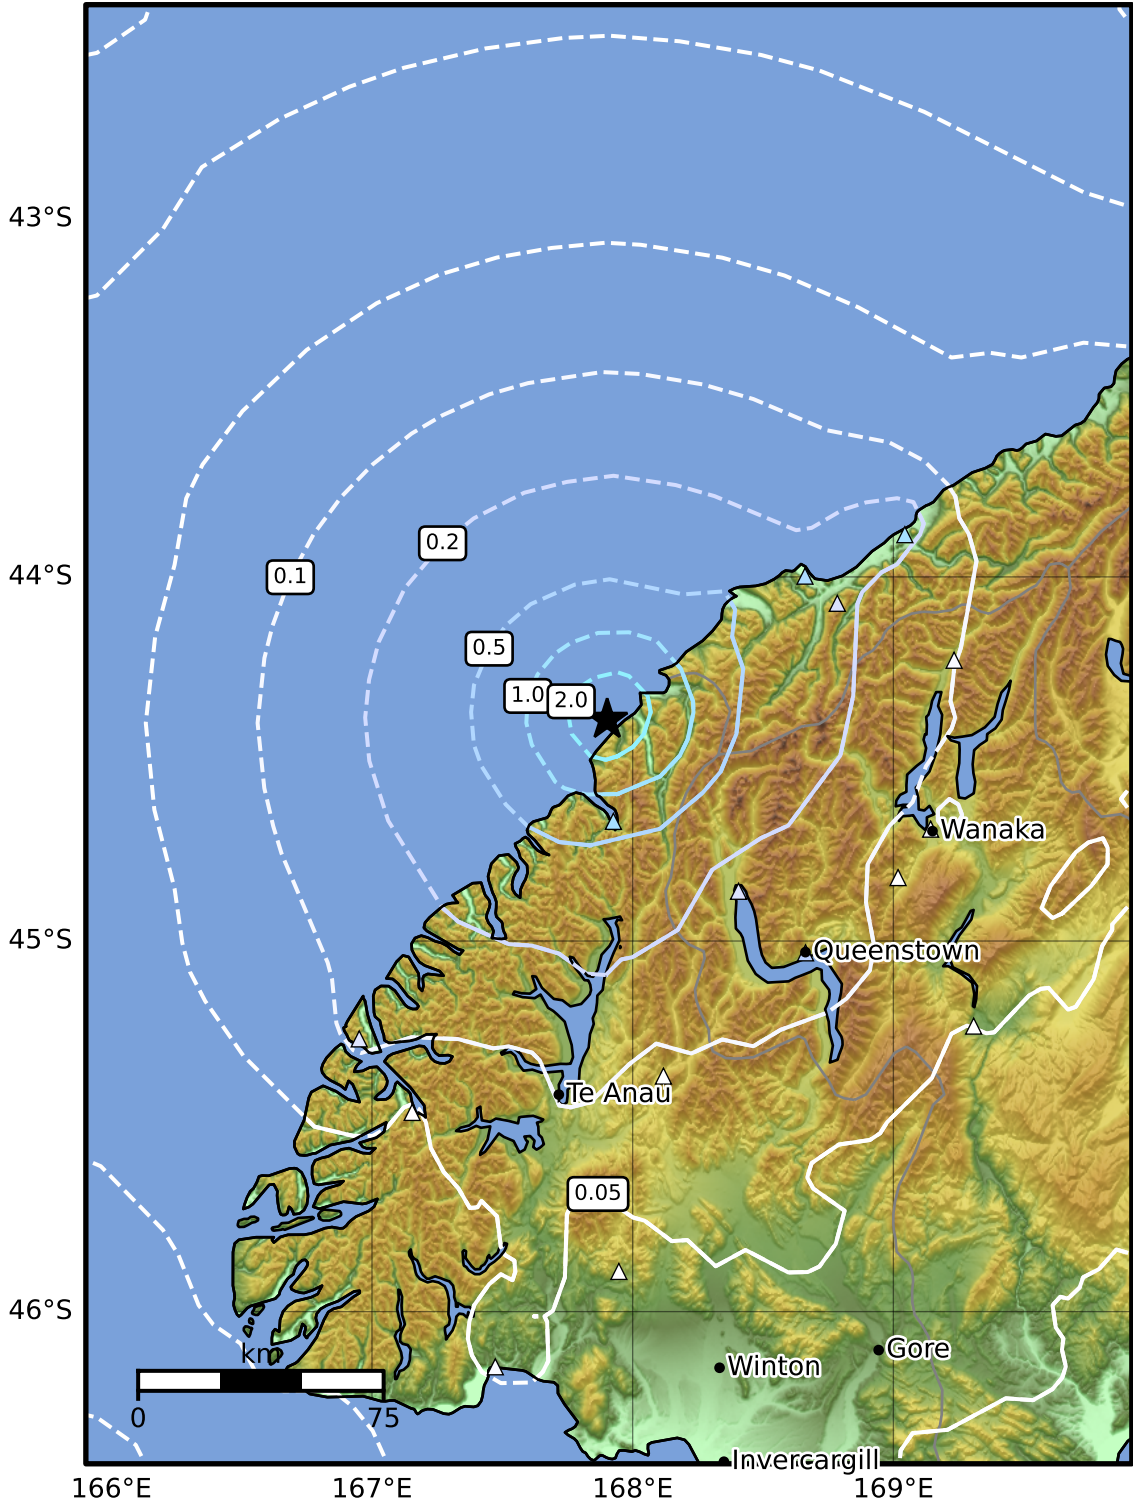 43°S
0.2
0.1
44°S
0.5
1.0
2.0
Wanaka
45°S
Queenstown
Te Anau
0.05
46°S
km
Gore
Winton
0
75
Invercargill
166°E
167°E
168°E
169°E